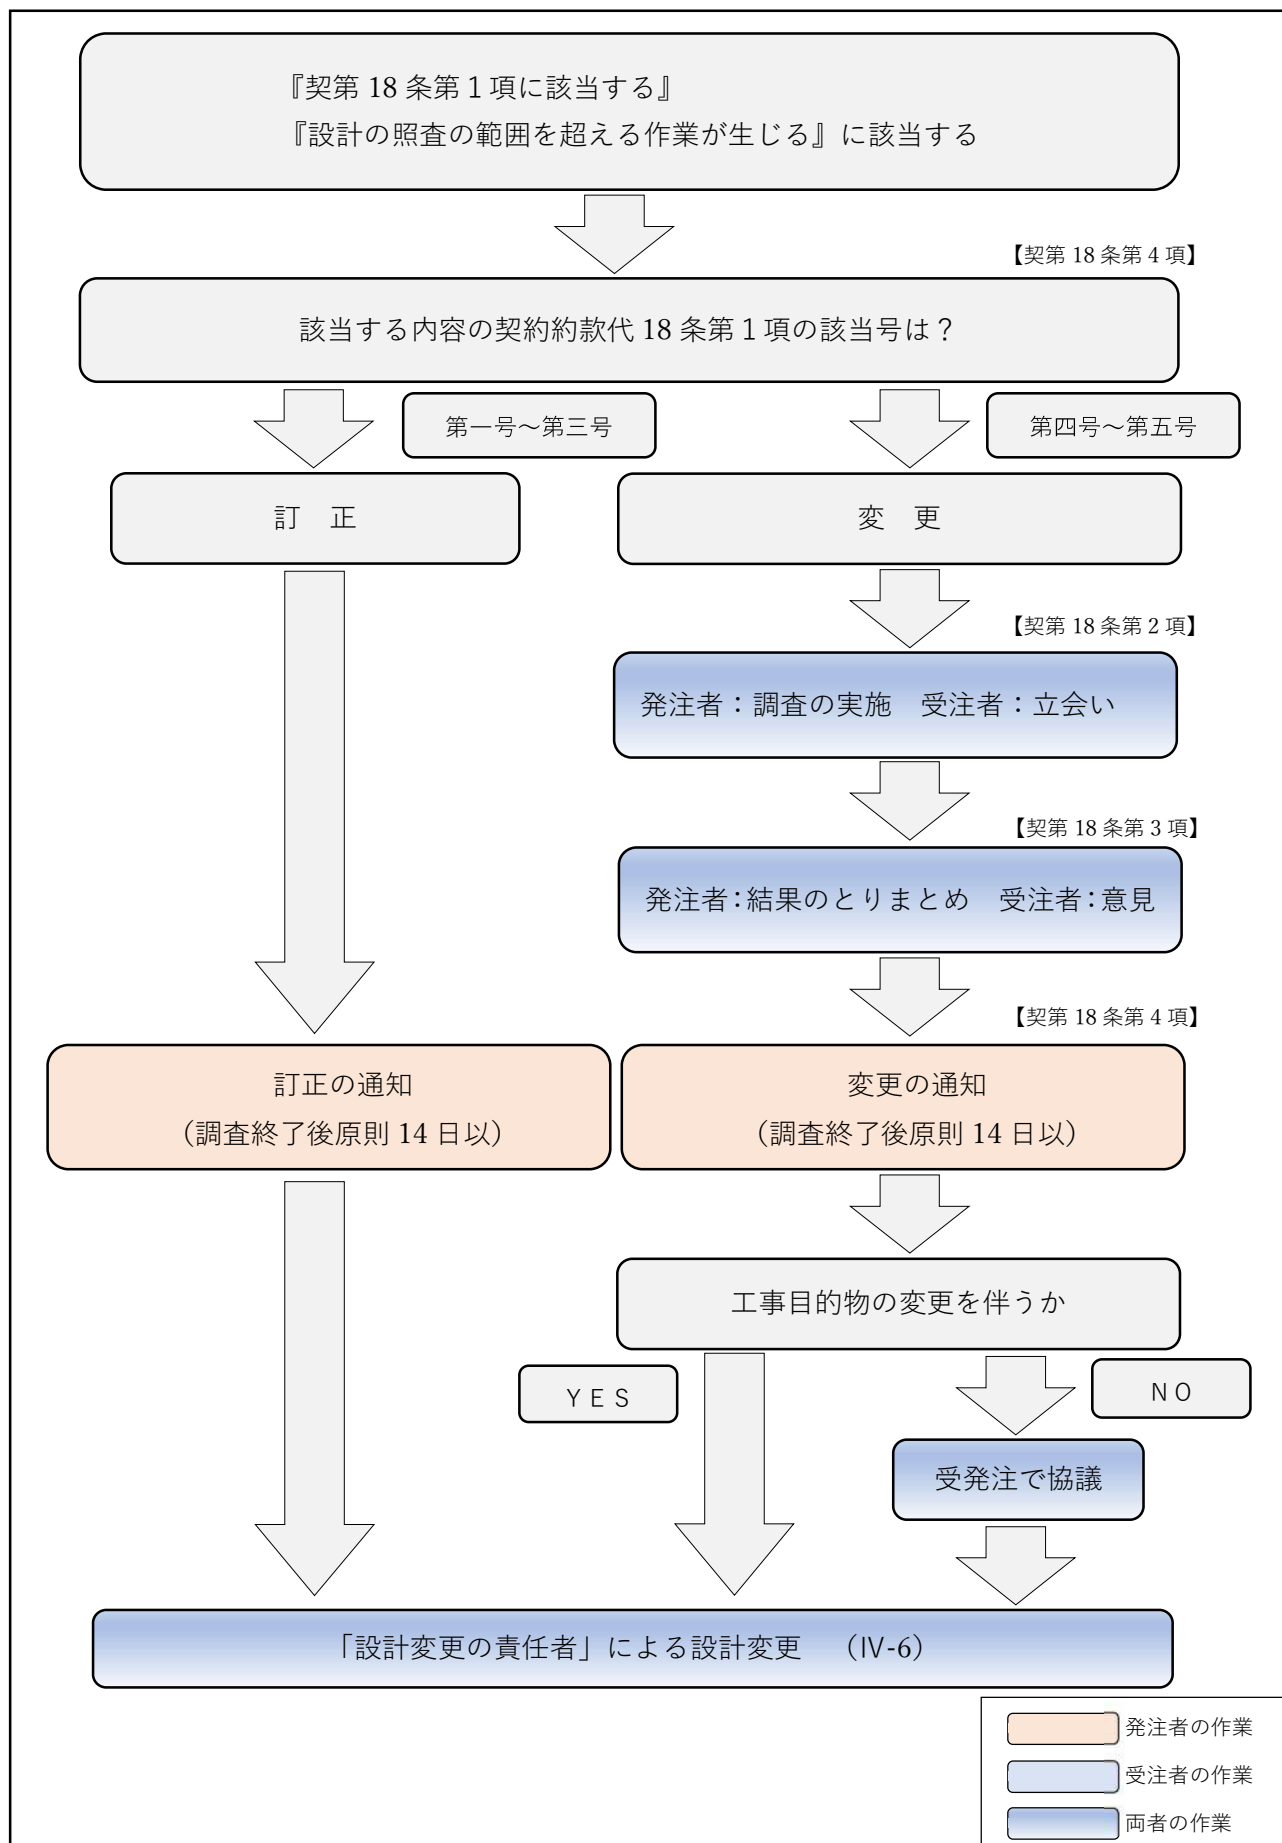 『契第 18 条第１項に該当する』
『設計の照査の範囲を超える作業が生じる』に該当する
【契第 18 条第 4 項】
該当する内容の契約約款代 18 条第１項の該当号は？
第一号～第三号
第四号～第五号
訂　正
変　更
【契第 18 条第 2 項】
発注者：調査の実施　受注者：立会い
【契第 18 条第 3 項】
発注者：結果のとりまとめ　受注者：意見
【契第 18 条第 4 項】
訂正の通知
（調査終了後原則 14 日以）
変更の通知
（調査終了後原則 14 日以）
工事目的物の変更を伴うか
ＹＥＳ
ＮＯ
受発注で協議
「設計変更の責任者」による設計変更　（Ⅳ-6）
発注者の作業
受注者の作業
両者の作業